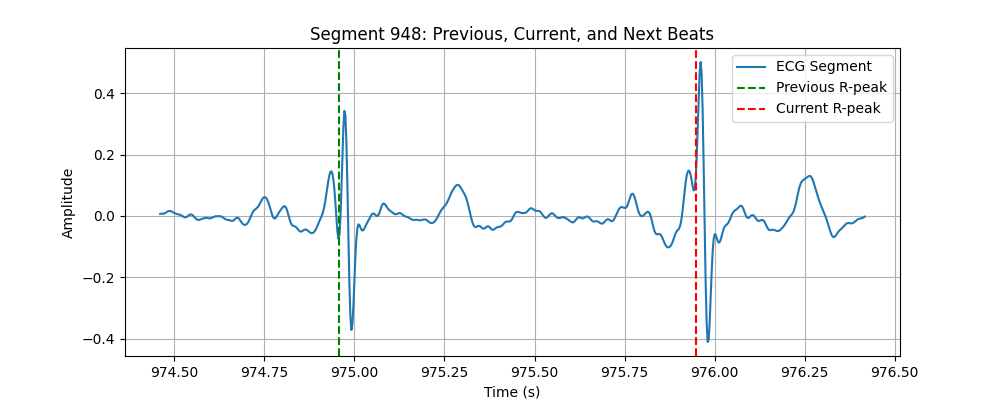 Segment 948: Previous, Current, and Next Beats
ECG Segment
Previous R-peak
Current R-peak
Amplitude
0.4
0.2
0.0
−0.2
−0.4
974.50 974.75 975.00 975.25 975.50 975.75 976.00 976.25 976.50
Time (s)